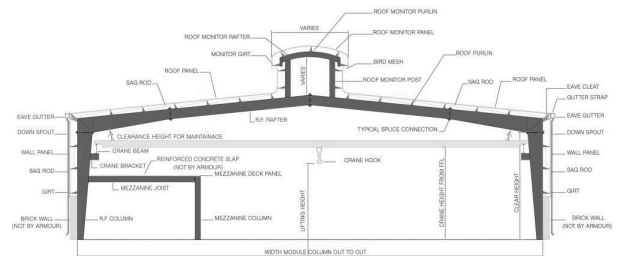 VARIES
ROOF MONITOR PURLIN
ROOF MONITOR RAFTER
ROOF MONITOR PANEL
MONITOR GIRT
BIRD MESH
ROOF PURLIN
ROOF PANEL
VARIES
ROOF MONITOR POST
SAG ROD
SAG ROD
ROOF PANEL
EAVE CLEAT
GUTTER STRAP
EAVE GUTTER
R.F. RAFTER
EAVE GUTTER
DOWN SPOUT
CLEARANCE HEIGHT FOR MAINTAINACE
TYPICAL SPLICE CONNECTION
DOWN SPOUT
CRANE BEAM
WALL PANEL
REINFORCED CONCRETE SLAP
(NOT BY ARMOUR)
CRANE HOOK
WALL PANEL
CRANE BRACKET
MEZZANINE DECK PANEL
SAG ROD
SAG ROD
MEZZANINE JOIST
GIRT
GIRT
LIFTING HEIGHT
CRANE HEIGHT FROM FFL
CLEAR HEIGHT
BRICK WALL
(NOT BY ARMOUR)
R.F COLUMN
MEZZANINE COLUMN
BRICK WALL
(NOT BY ARMOUR)
WIDTH MODULE COLUMN OUT TO OUT